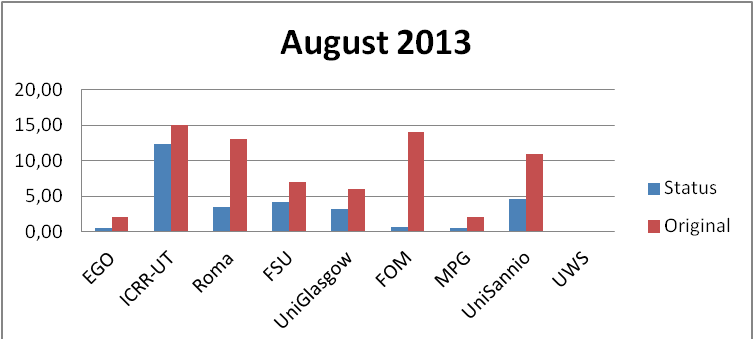 August 2013
20,00
15,00
10,00
5,00
0,00
EGO
ICRR-UT
Roma
FSU
UniGlasgow
FOM
MPG
UniSannio
UWS
Status
Original